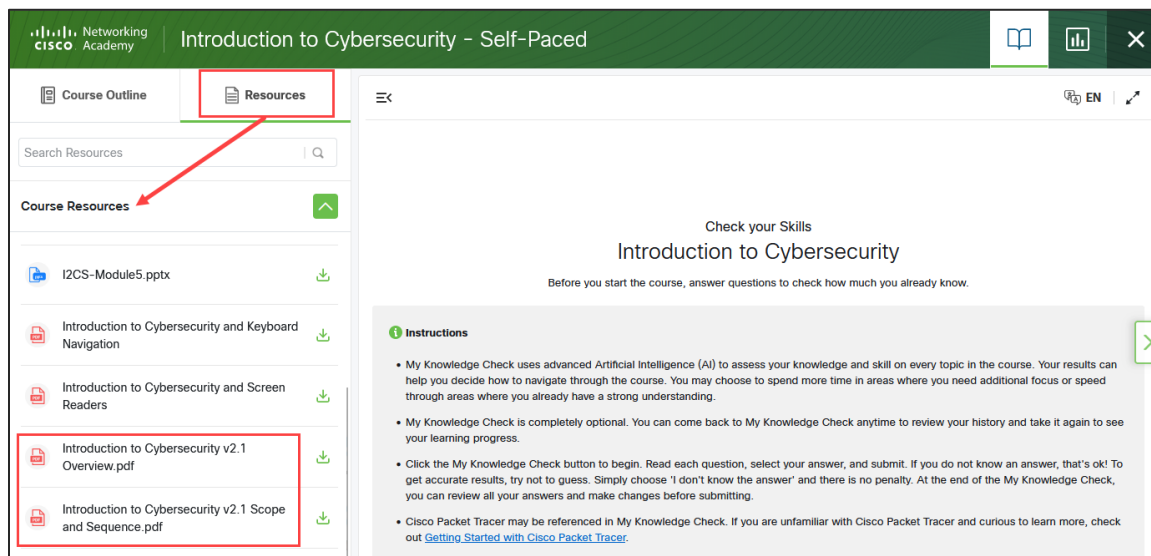 Networking
CISCO Academy
Introduction to Cybersecurity - Self-Paced
Course Outline
Resources
EN
Search Resources
Course Resources
I2CS-Module5.pptx
Introduction to Cybersecurity and Keyboard
Navigation
Introduction to Cybersecurity and Screen
Readers
Introduction to Cybersecurity v2.1
Overview.pdf
Introduction to Cybersecurity v2.1 Scope
and Sequence.pdf
Check your Skills
Introduction to Cybersecurity
Before you start the course, answer questions to check how much you already know.
Instructions
• My Knowledge Check uses advanced Artificial Intelligence (AI) to assess your knowledge and skill on every topic in the course. Your results can
help you decide how to navigate through the course. You may choose to spend more time in areas where you need additional focus or speed
through areas where you already have a strong understanding.
• My Knowledge Check is completely optional. You can come back to My Knowledge Check anytime to review your history and take it again to see
your learning progress.
• Click the My Knowledge Check button to begin. Read each question, select your answer, and submit. If you do not know an answer, that's ok! To
get accurate results, try not to guess. Simply choose 'I don't know the answer' and there is no penalty. At the end of the My Knowledge Check,
you can review all your answers and make changes before submitting.
• Cisco Packet Tracer may be referenced in My Knowledge Check. If you are unfamiliar with Cisco Packet Tracer and curious to learn more, check
out Getting Started with Cisco Packet Tracer.